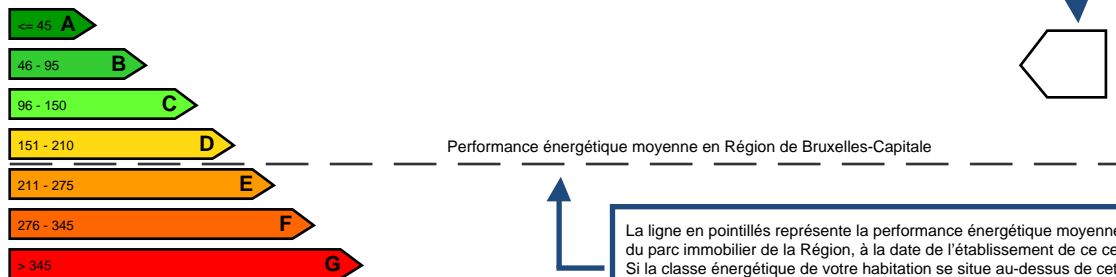 <= 45 A
46 - 95 B
96 - 150 C
151 - 210 D
Performance énergétique moyenne en Région de Bruxelles-Capitale
211 - 275 E
276 - 345 F
La ligne en pointillés représente la performance énergétique moyenne
du parc immobilier de la Région, à la date de l'établissement de ce
> 345 G
Si la classe énergétique de votre habitation se situe au-dessus de